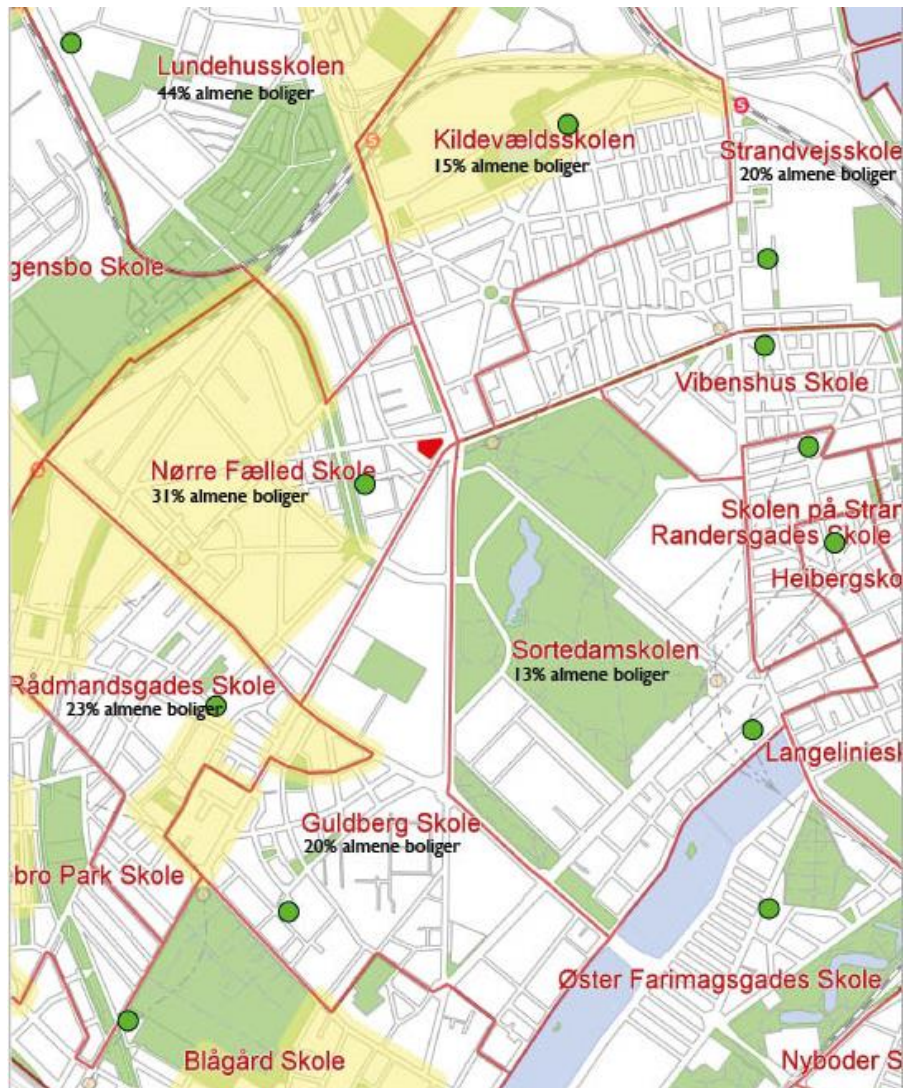 Lundehusskolen
44% almene boliger
Kildevældsskolen
15% almene boliger
Strandvejsskole
20% almene boliger
gensbo Skole
Vibenshus Skole
Nørre Fælled Skole
31% almene boliger
Skolen på Stran
Randersgades Skole
Heibergsko
Sortedamskolen
13% almene boliger
Rådmandsgades Skole
23% almene boliger
Langeliniesk
Guldberg Skole
20% almene boliger
bro Park Skole
Øster Farimagsgades Skole
Blågård Skole
Nyboder S